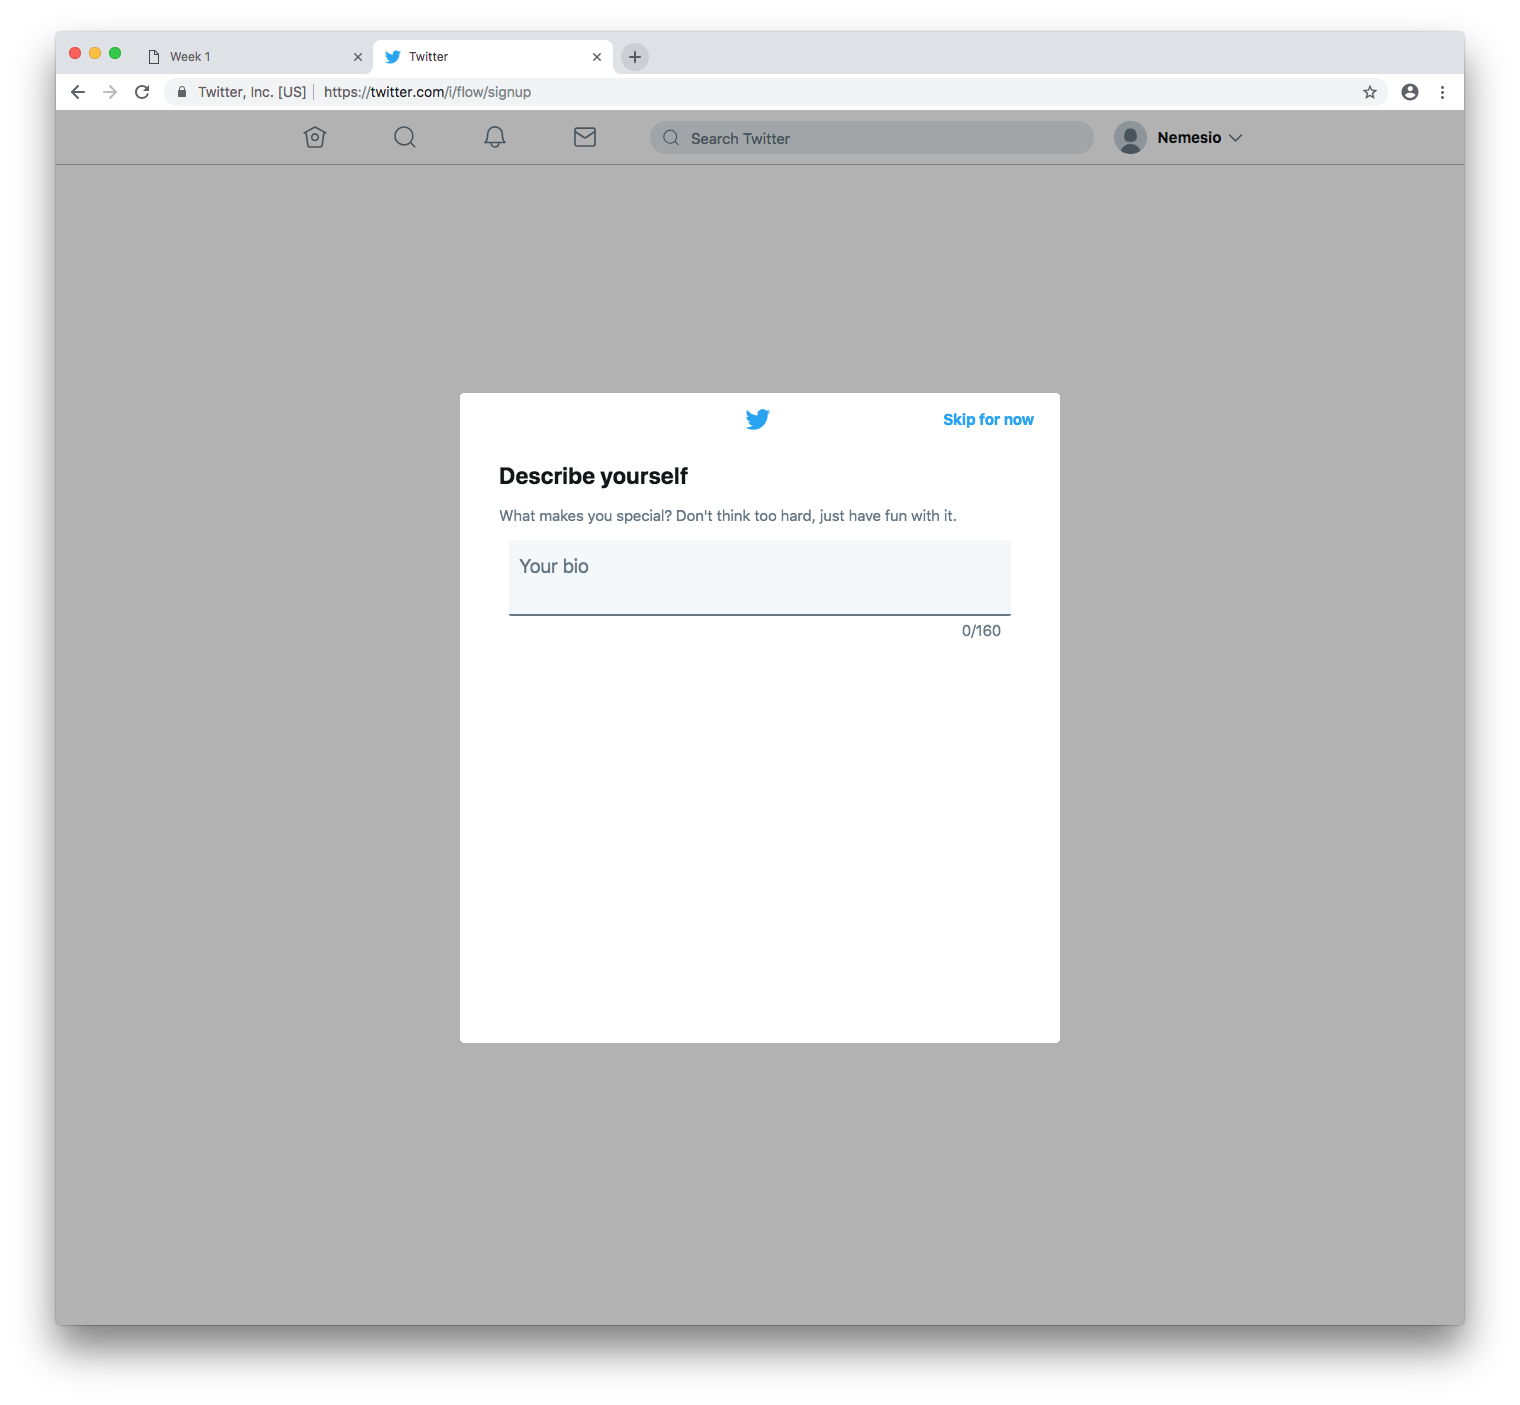 Week 1
Twitter
Twitter, Inc. [US] https://twitter.com/i/flow/signup
Search Twitter
Nemesio
Skip for now
Describe yourself
What makes you special? Don't think too hard, just have fun with it.
Your bio
0/160